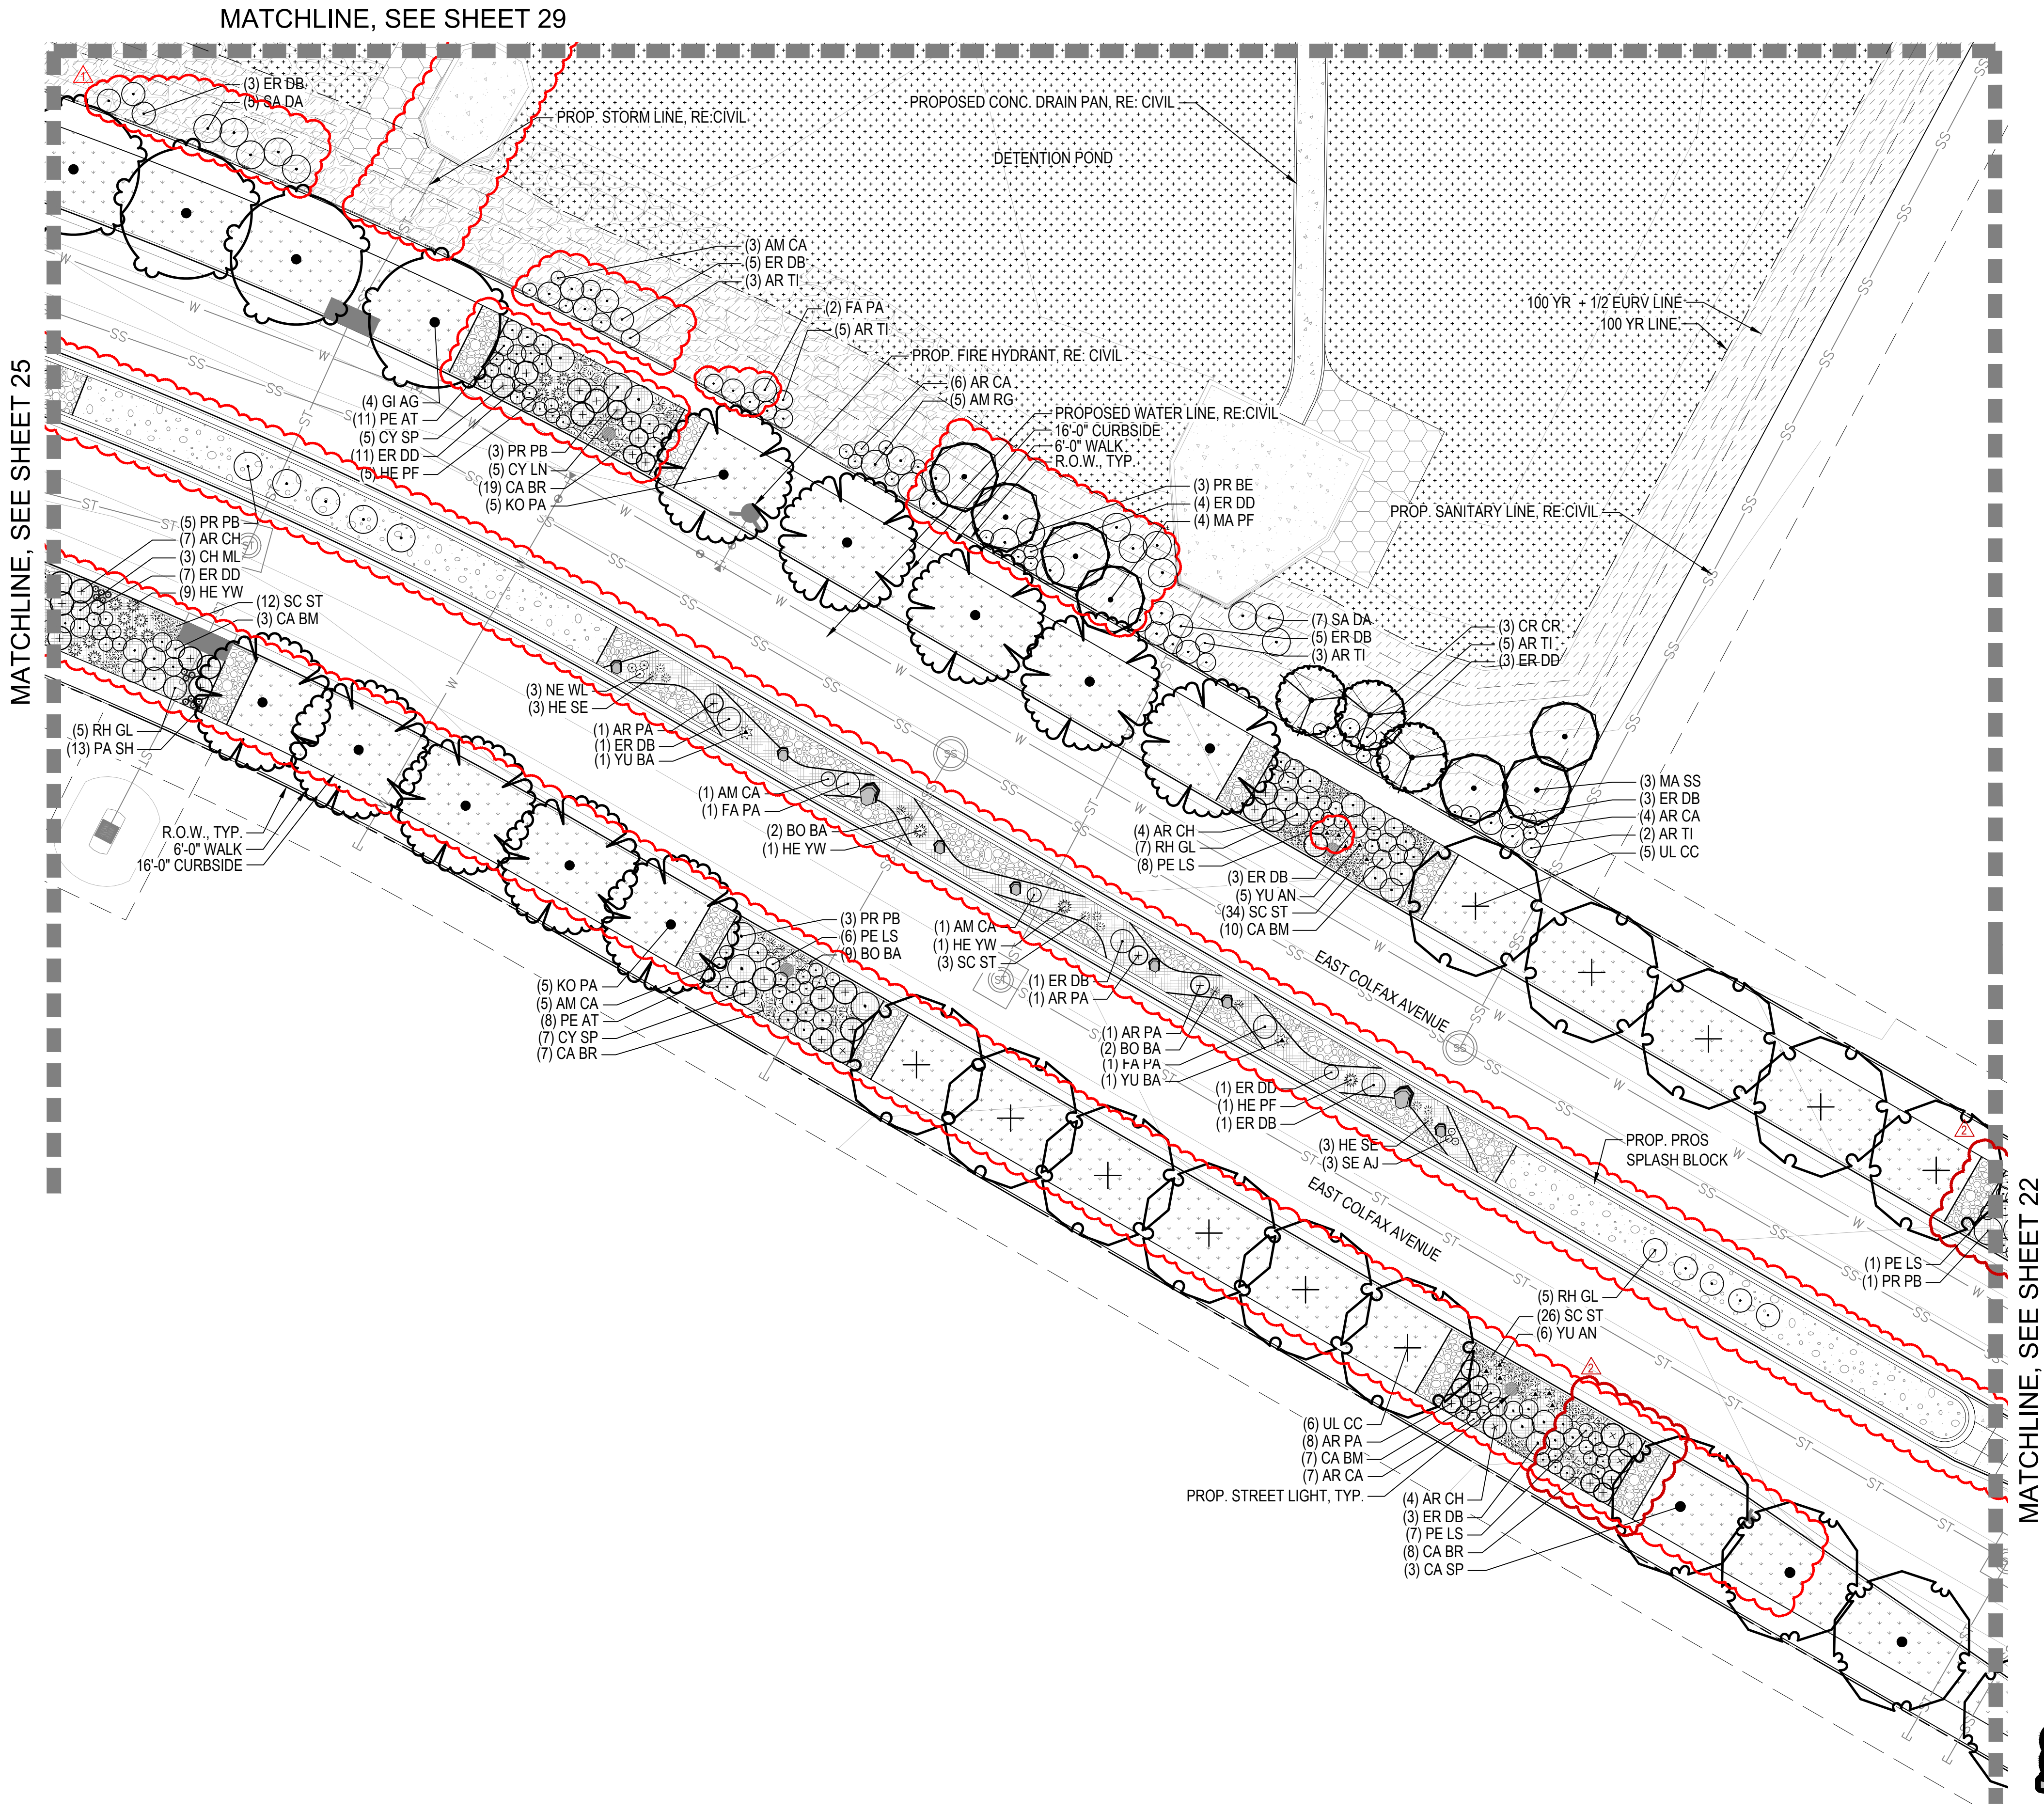 MATCHLINE, SEE SHEET 29
MATCHLINE, SEE SHEET 25
MATCHLINE, SEE SHEET 22
1
(3) ER DB
(5) SA DA
PROP. STORM LINE, RE:CIVIL
PROPOSED CONC. DRAIN PAN, RE: CIVIL
DETENTION POND
(3) AM CA
(5) ER DB
(3) AR TI
(2) FA PA
(5) AR TI
PROP. FIRE HYDRANT, RE: CIVIL
(6) AR CA
(5) AM RG
PROPOSED WATER LINE, RE:CIVIL
16'-0" CURBSIDE
6'-0" WALK
R.O.W., TYP.
100 YR + 1/2 EURV LINE
100 YR LINE
(4) GI AG
(11) PE AT
(5) CY SP
(11) ER DD
(5) HE PF
(3) PR PB
(5) CY LN
(19) CA BR
(5) KO PA
(3) PR BE
(4) ER DD
(4) MA PF
PROP. SANITARY LINE, RE:CIVIL
(5) PR PB
(7) AR CH
(3) CH ML
(7) ER DD
(9) HE YW
(12) SC ST
(3) CA BM
(7) SA DA
(5) ER DB
(3) AR TI
(3) CR CR
(5) AR TI
(3) ER DD
(5) RH GL
(13) PA SH
(3) NE WL
(3) HE SE
(1) AR PA
(1) ER DB
(1) YU BA
(1) AM CA
(1) FA PA
(2) BO BA
(1) HE YW
R.O.W., TYP.
6'-0" WALK
16'-0" CURBSIDE
(4) AR CH
(7) RH GL
(8) PE LS
(3) ER DB
(5) YU AN
(34) SC ST
(10) CA BM
(3) MA SS
(3) ER DB
(4) AR CA
(2) AR TI
(5) UL CC
(3) PR PB
(6) PE LS
(9) BO BA
(1) AM CA
(1) HE YW
(3) SC ST
(1) ER DB
(1) AR PA
EAST COLFAX AVENUE
(5) KO PA
(5) AM CA
(8) PE AT
(7) CY SP
(7) CA BR
(1) AR PA
(2) BO BA
(1) FA PA
(1) YU BA
(1) ER DD
(1) HE PF
(1) ER DB
(3) HE SE
(3) SE AJ
PROP. PROS
SPLASH BLOCK
2
EAST COLFAX AVENUE
(1) PE LS
(1) PR PB
(5) RH GL
(26) SC ST
(6) YU AN
2
(6) UL CC
(8) AR PA
(7) CA BM
(7) AR CA
PROP. STREET LIGHT, TYP.
(4) AR CH
(3) ER DB
(7) PE LS
(8) CA BR
(3) CA SP